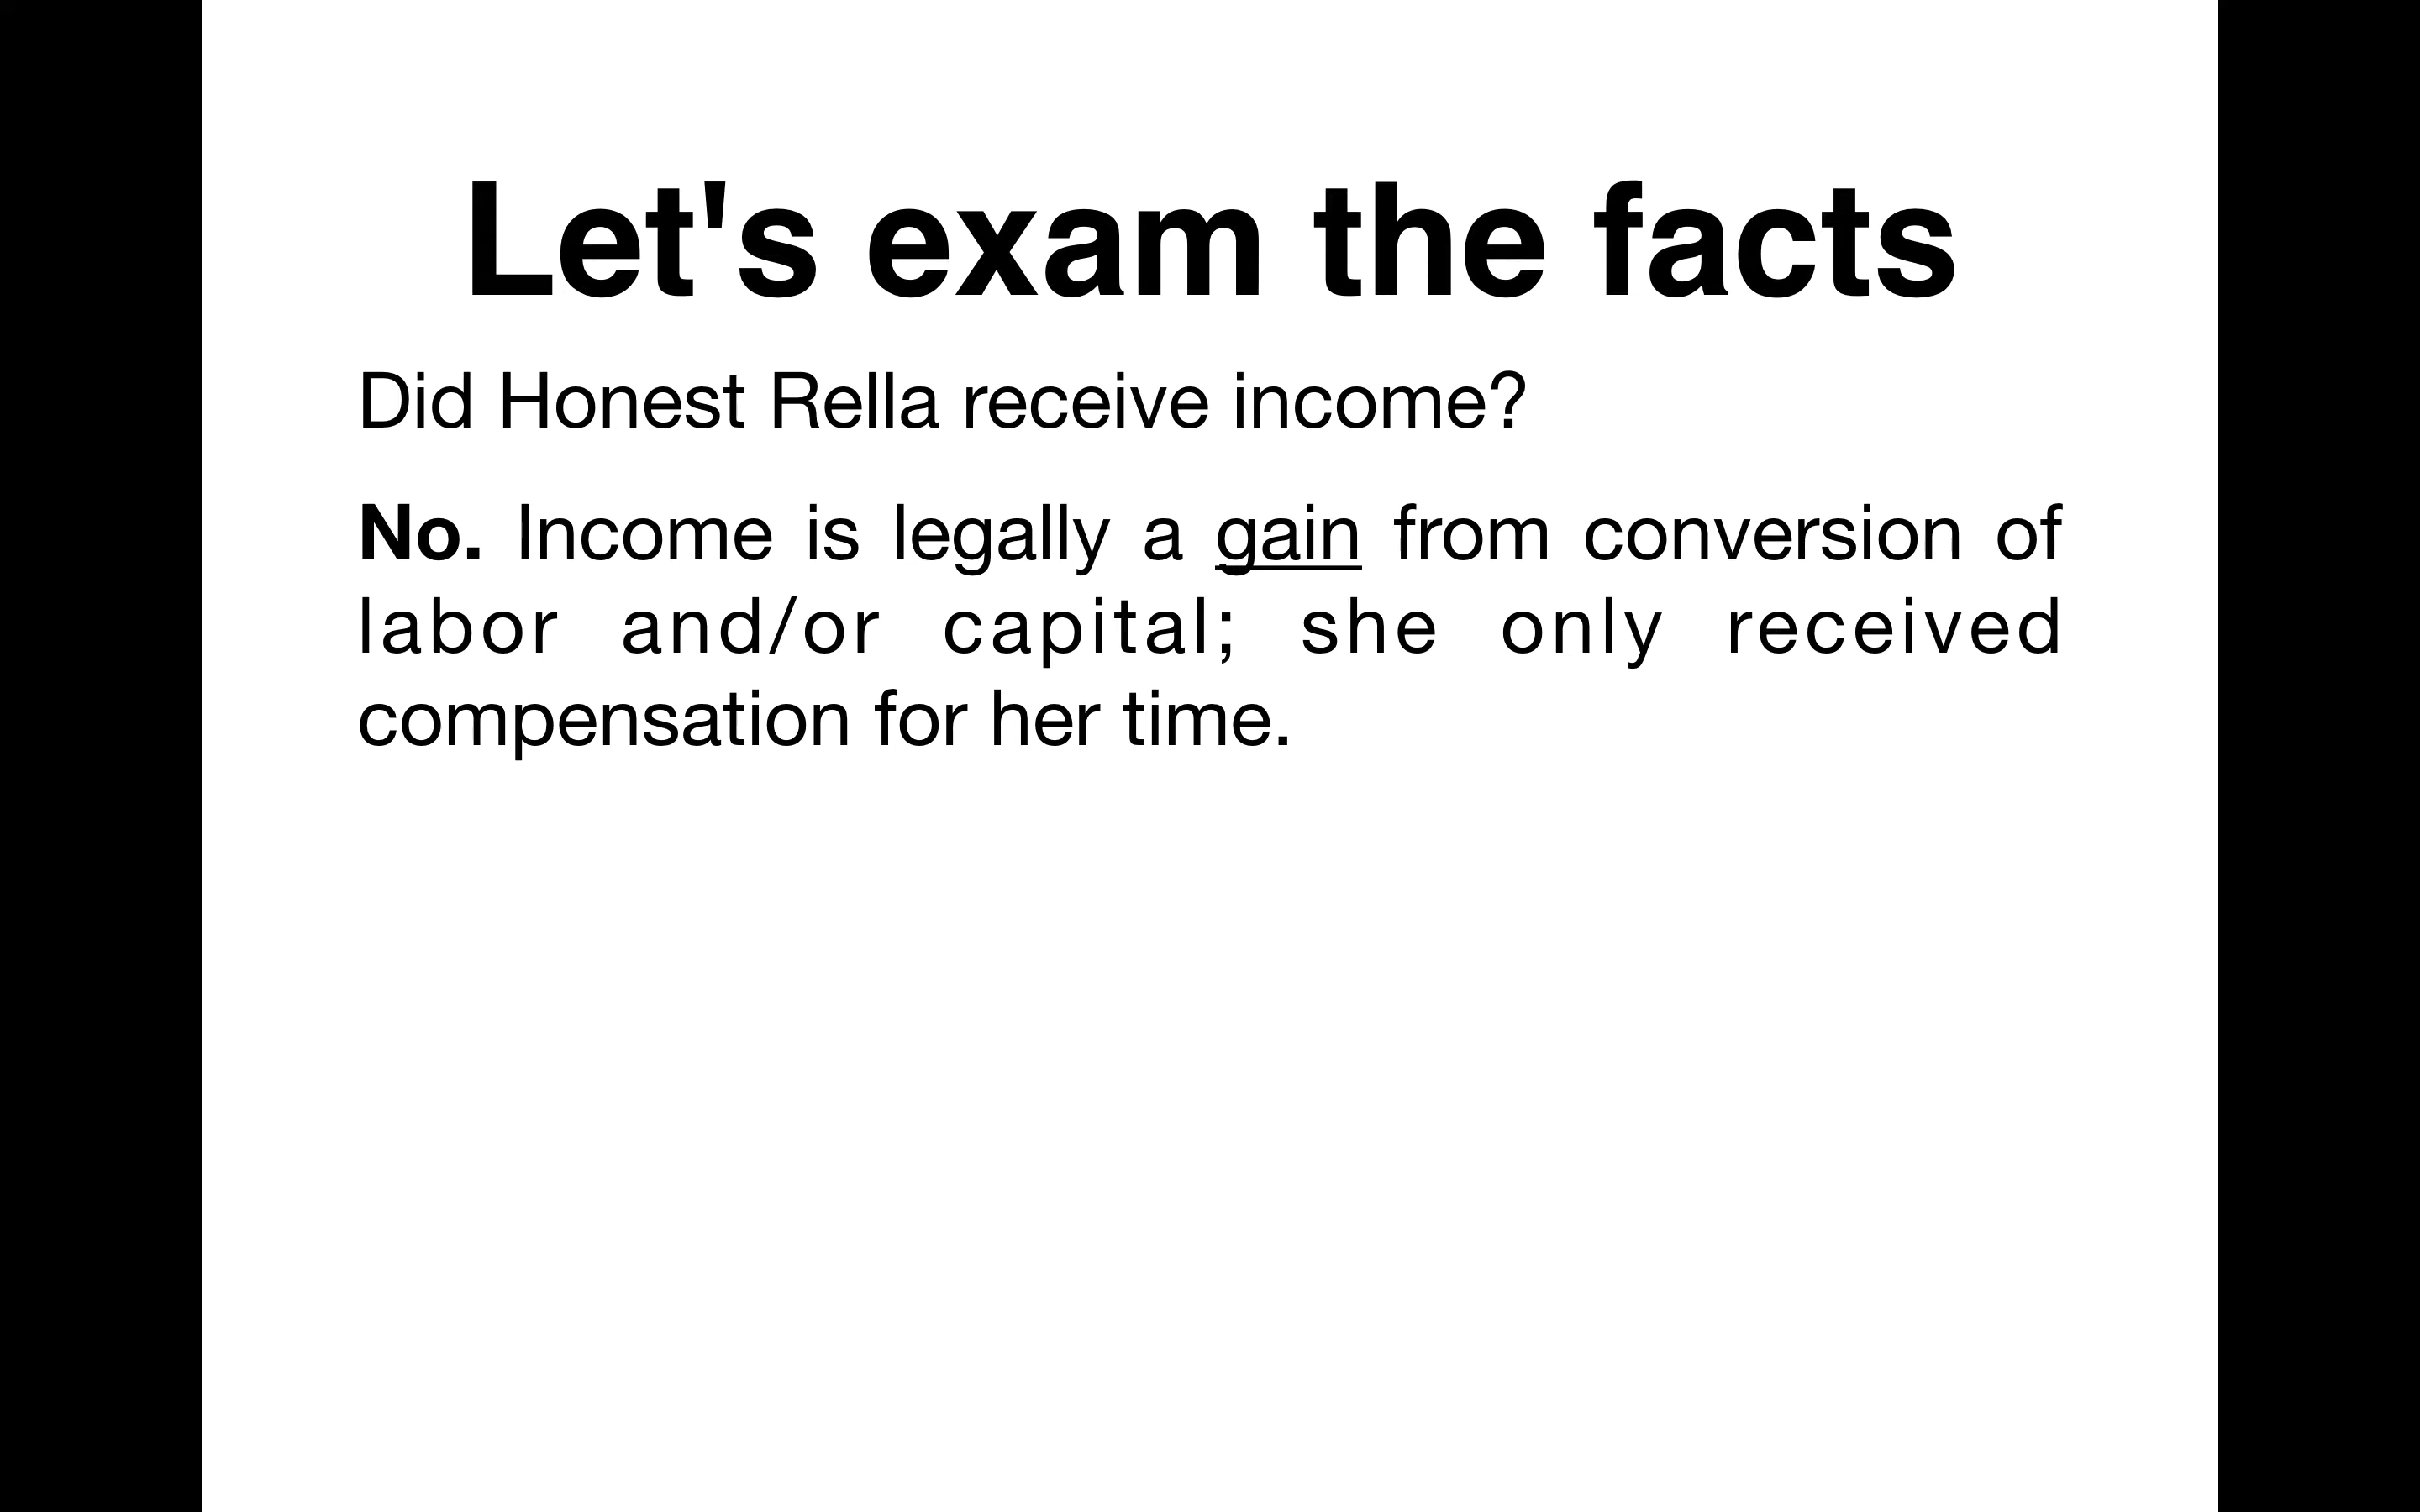 Let's exam the facts
Did Honest Rella receive income?
No. Income is legally a gain from conversion of
labor and/or capital; she only received
compensation for her time.